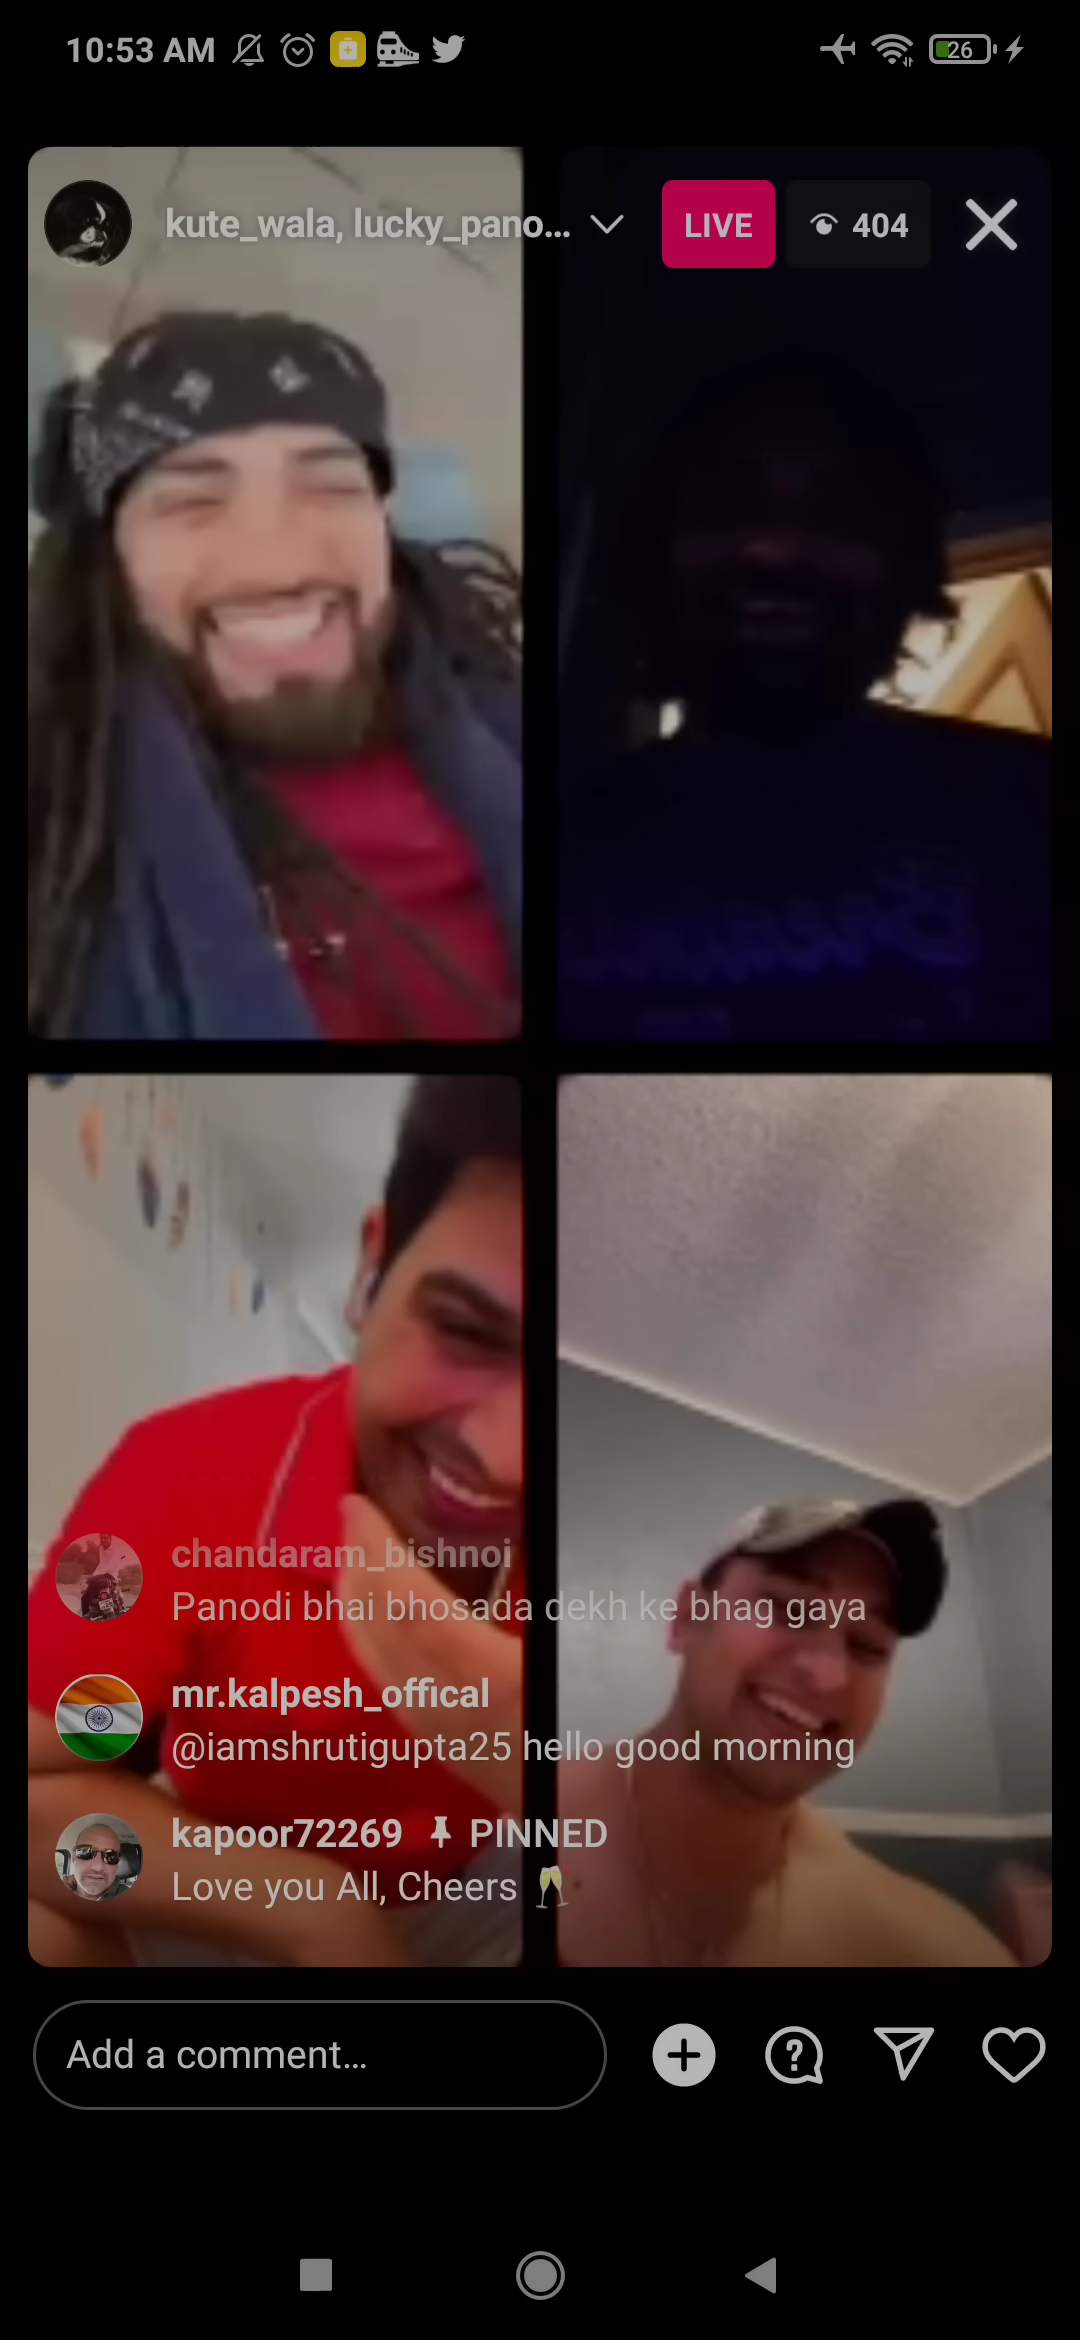 10:53 AM
26
kute_wala, lucky_pano...
LIVE
404
chandaram_bishnoi
Panodi bhai bhosada dekh ke bhag gaya
mr.kalpesh_offical
@iamshrutigupta25 hello good morning
kapoor72269 PINNED
Love you All, Cheers 🥂
Add a comment...